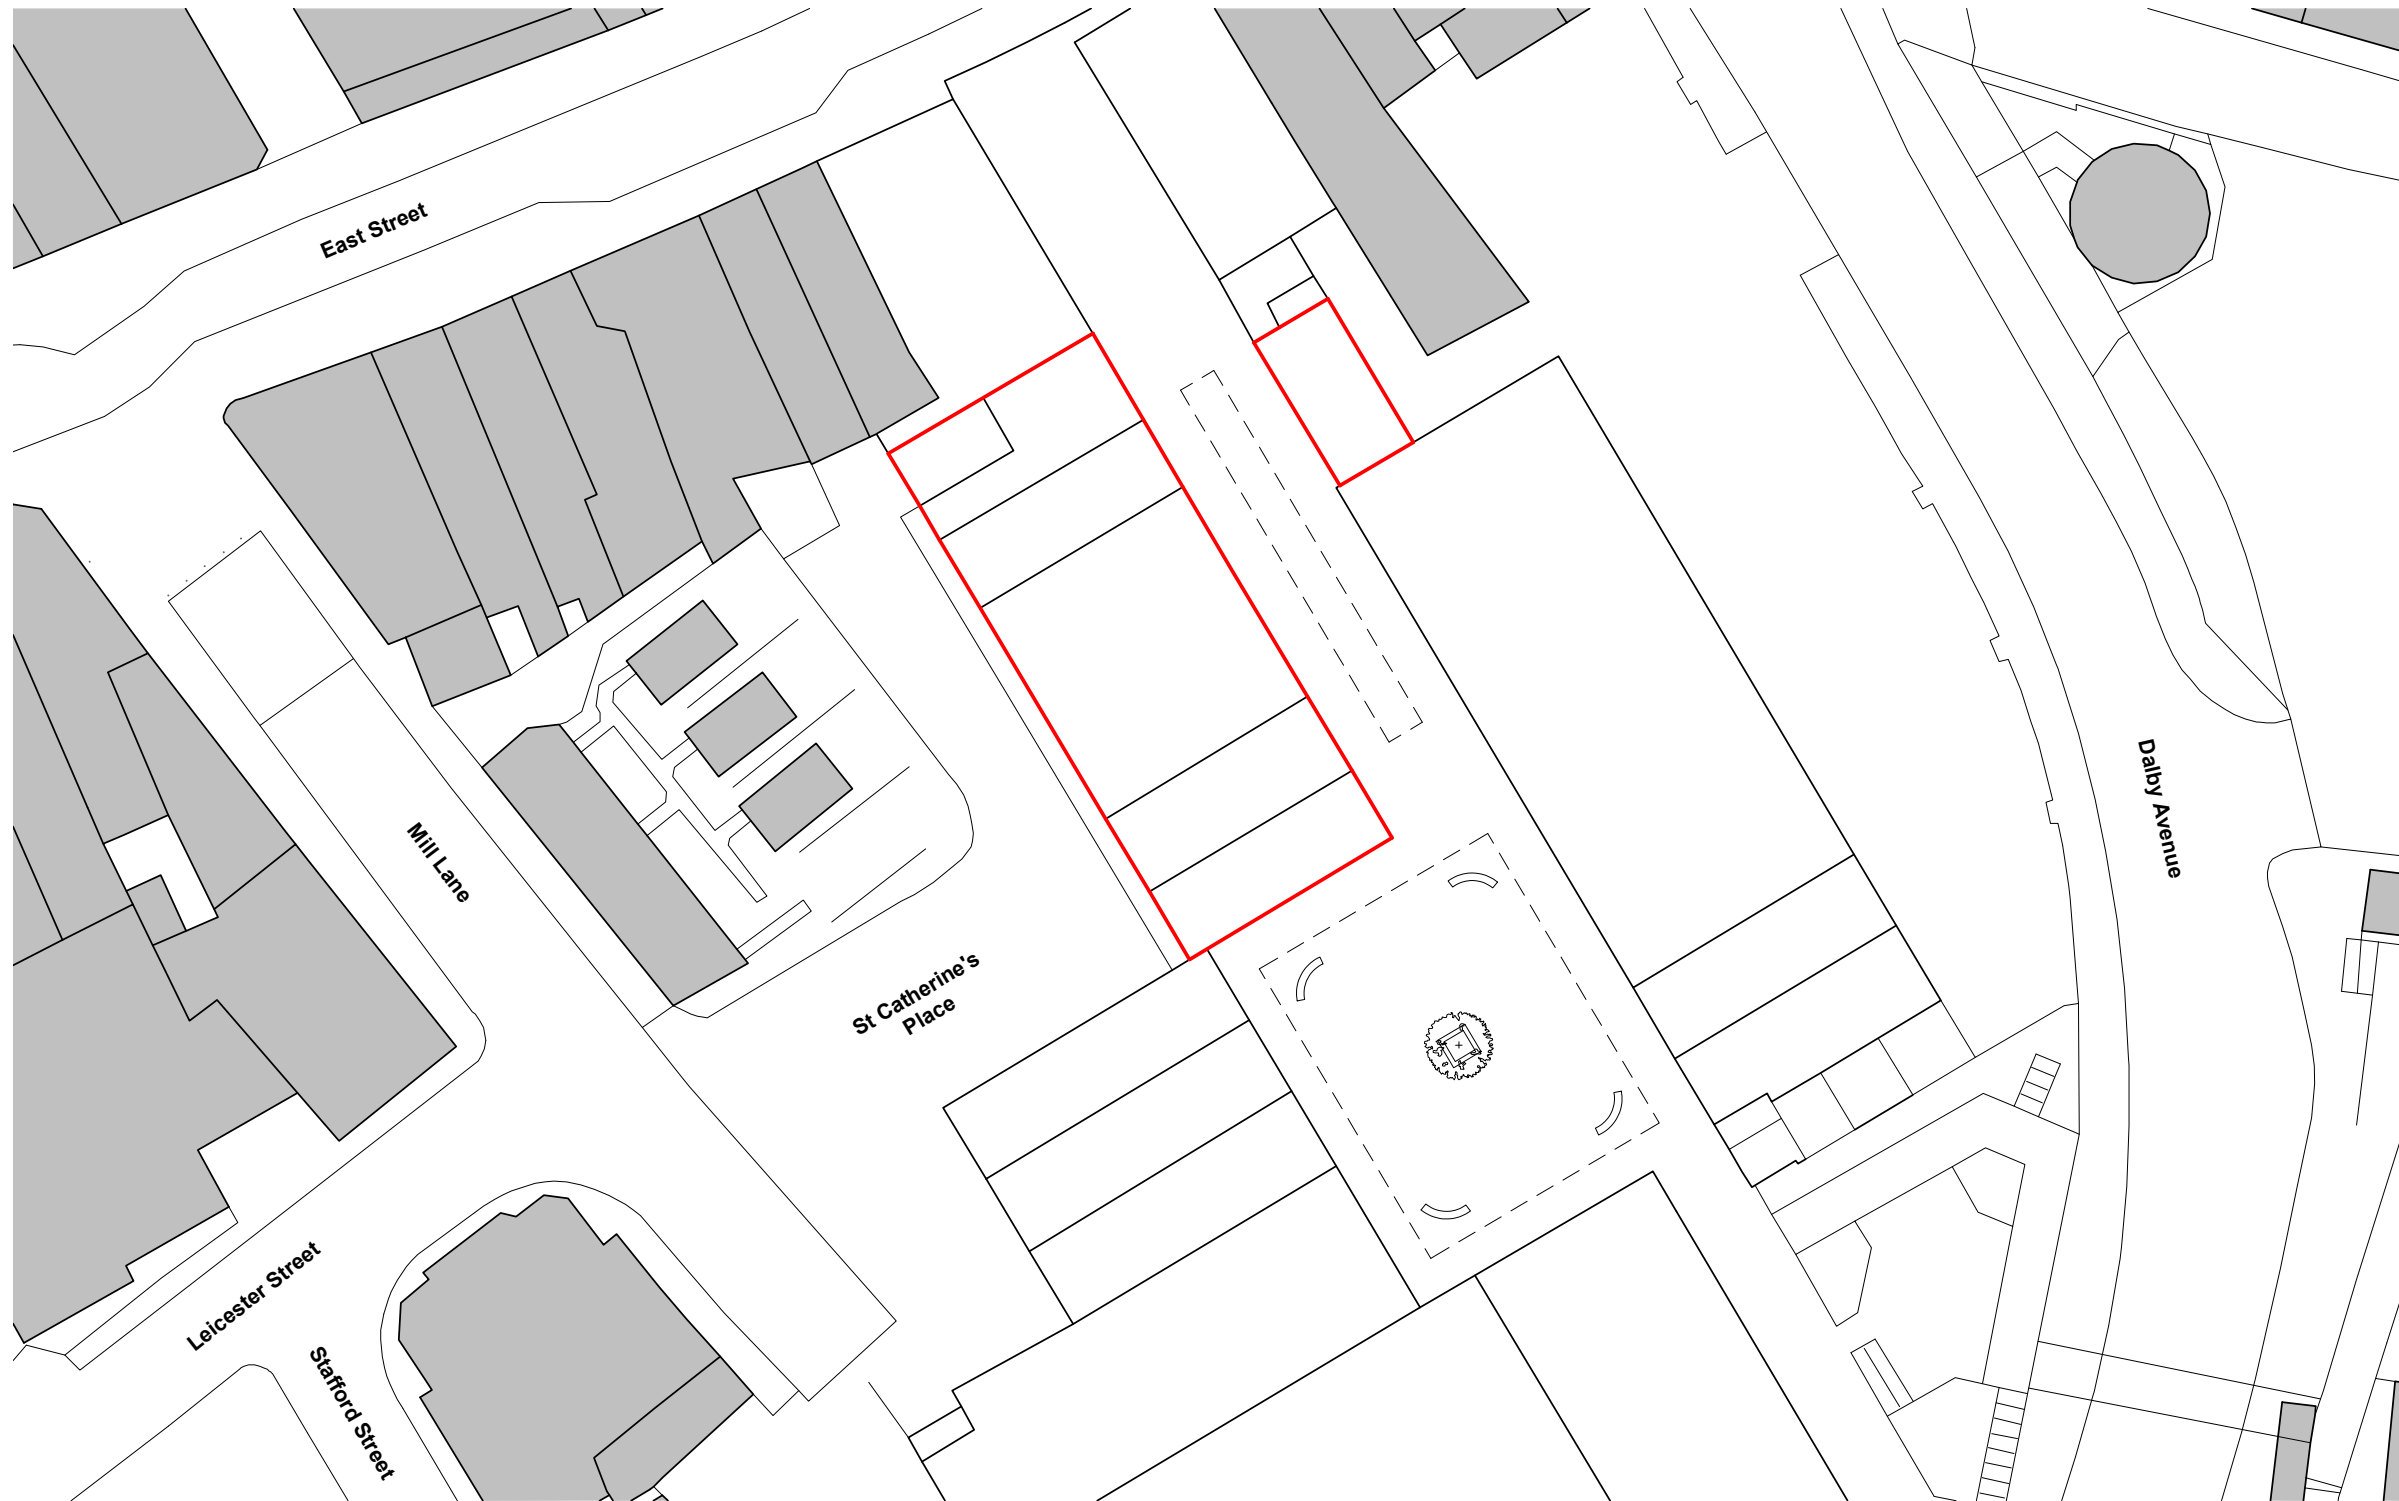 East Street
Mill Lane
Dalby Avenue
St Catherine's
Place
Leicester Street
Stafford Street